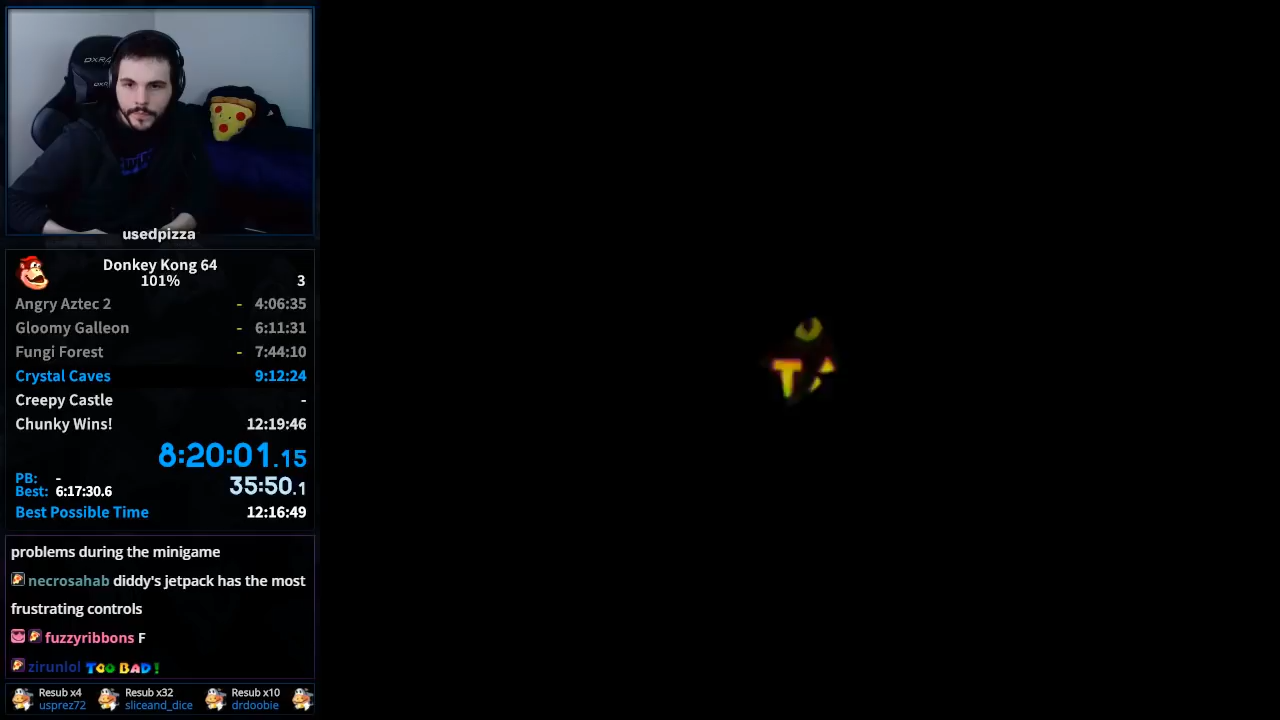 DXRA
DXR
usedpizza
Donkey Kong 64
101% 3
Angry Aztec 2 - 4:06:35
Gloomy Galleon - 6:11:31
Fungi Forest - 7:44:10
Crystal Caves 9:12:24
Creepy Castle -
Chunky Wins! 12:19:46
8:20:01.15
PB: -
35:50.1
Best: 6:17:30.6
Best Possible Time 12:16:49
problems during the minigame
necrosahab diddy's jetpack has the most
frustrating controls
fuzzyribbons F
zirunlol TOO BAD!
Resub x4 Resub x32 Resub x10
usprez72 sliceand_dice drdoobie